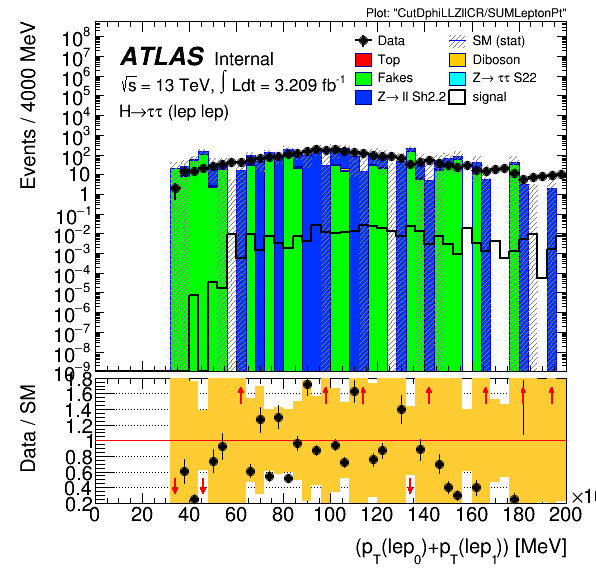 Plot: "CutDphiLLZllCR/SUMLeptonPt"
ATLAS Internal
√s = 13 TeV, ∫ Ldt = 3.209 fb⁻¹
H→ττ (lep lep)
Data
SM (stat)
Top
Diboson
Fakes
Z→ ττ S22
Z→ ll Sh2.2
signal
Events / 4000 MeV
10⁸
10⁷
10⁶
10⁵
10⁴
10³
10²
10
1
10⁻¹
10⁻²
10⁻³
10⁻⁴
10⁻⁵
10⁻⁶
10⁻⁷
10⁻⁸
10⁻⁹
Data / SM
1.8
1.6
1.4
1.2
1
0.8
0.6
0.4
0.2
0 20 40 60 80 100 120 140 160 180 200
(p_T(lep₀)+p_T(lep₁)) [MeV]